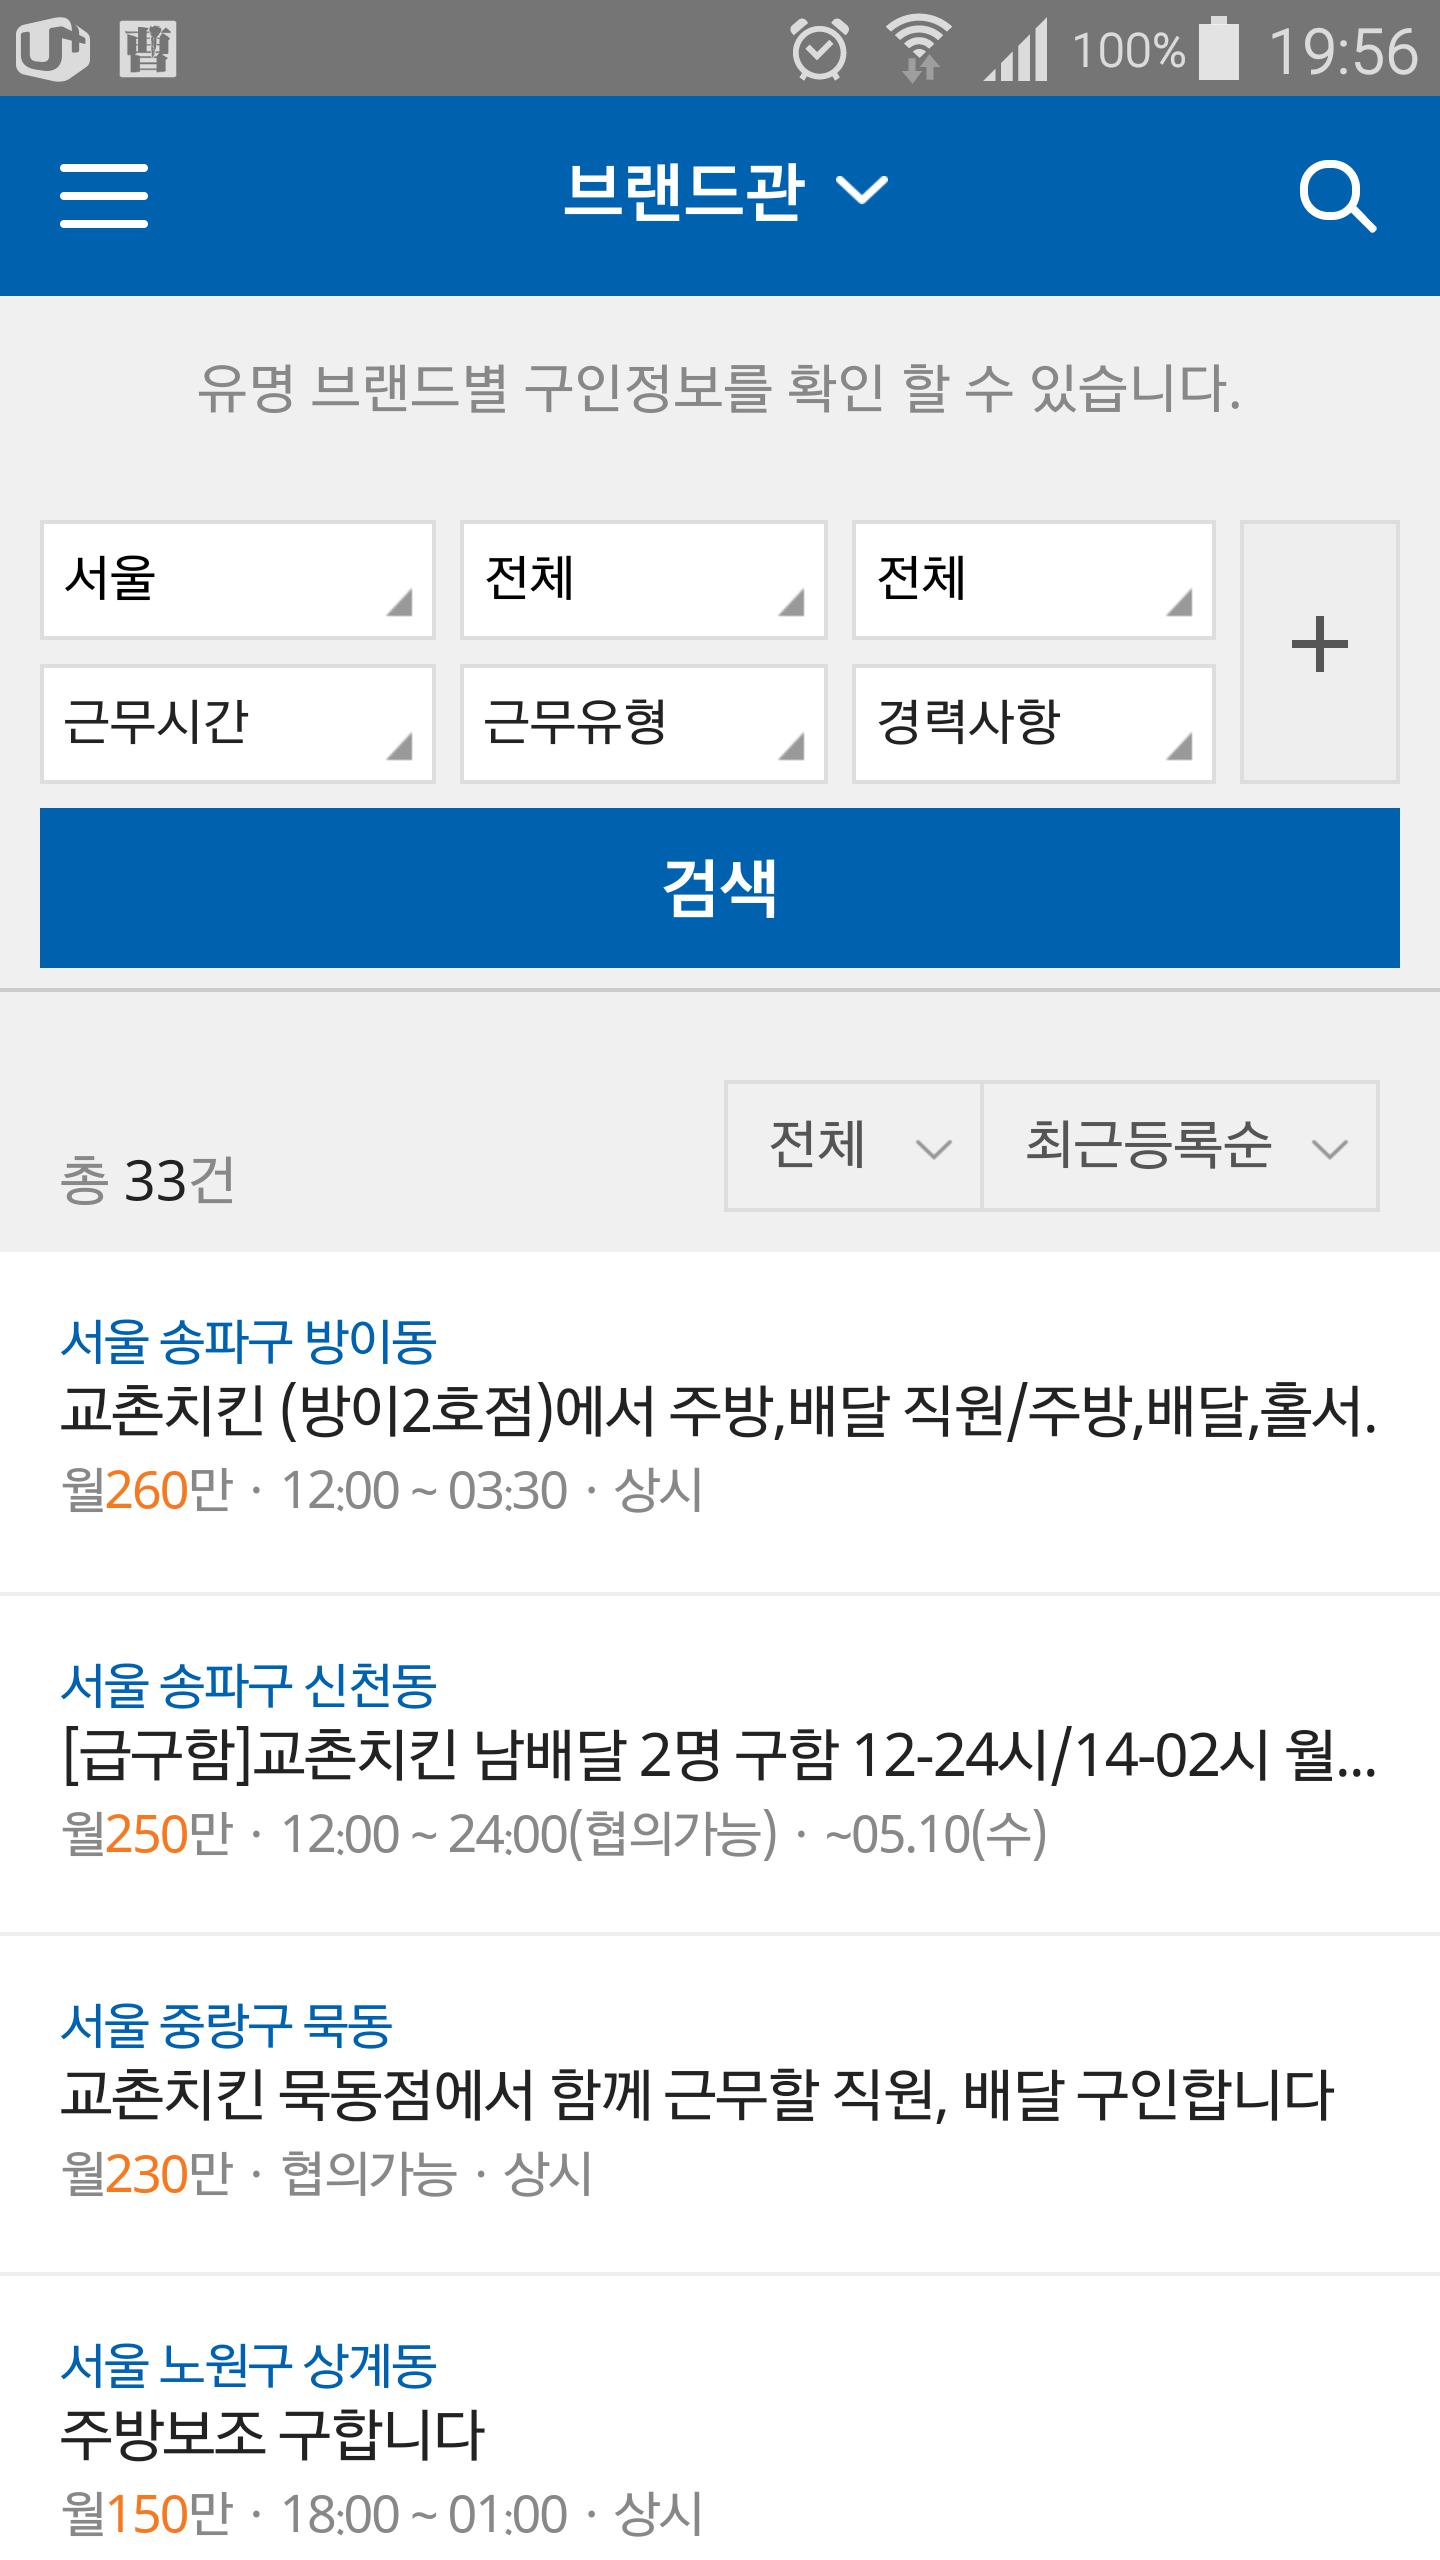 100% 19:56
브랜드관
유명 브랜드별 구인정보를 확인 할 수 있습니다.
서울 전체 전체
근무시간 근무유형 경력사항
+
검색
전체 최근등록순
총 33건
서울 송파구 방이동
교촌치킨 (방이2호점)에서 주방,배달 직원/주방,배달,홀서.
월260만 · 12:00 ~ 03:30 · 상시
서울 송파구 신천동
[급구함]교촌치킨 남배달 2명 구함 12-24시/14-02시 월...
월250만 · 12:00 ~ 24:00(협의가능) · ~05.10(수)
서울 중랑구 묵동
교촌치킨 묵동점에서 함께 근무할 직원, 배달 구인합니다
월230만 · 협의가능 · 상시
서울 노원구 상계동
주방보조 구합니다
월150만 · 18:00 ~ 01:00 · 상시